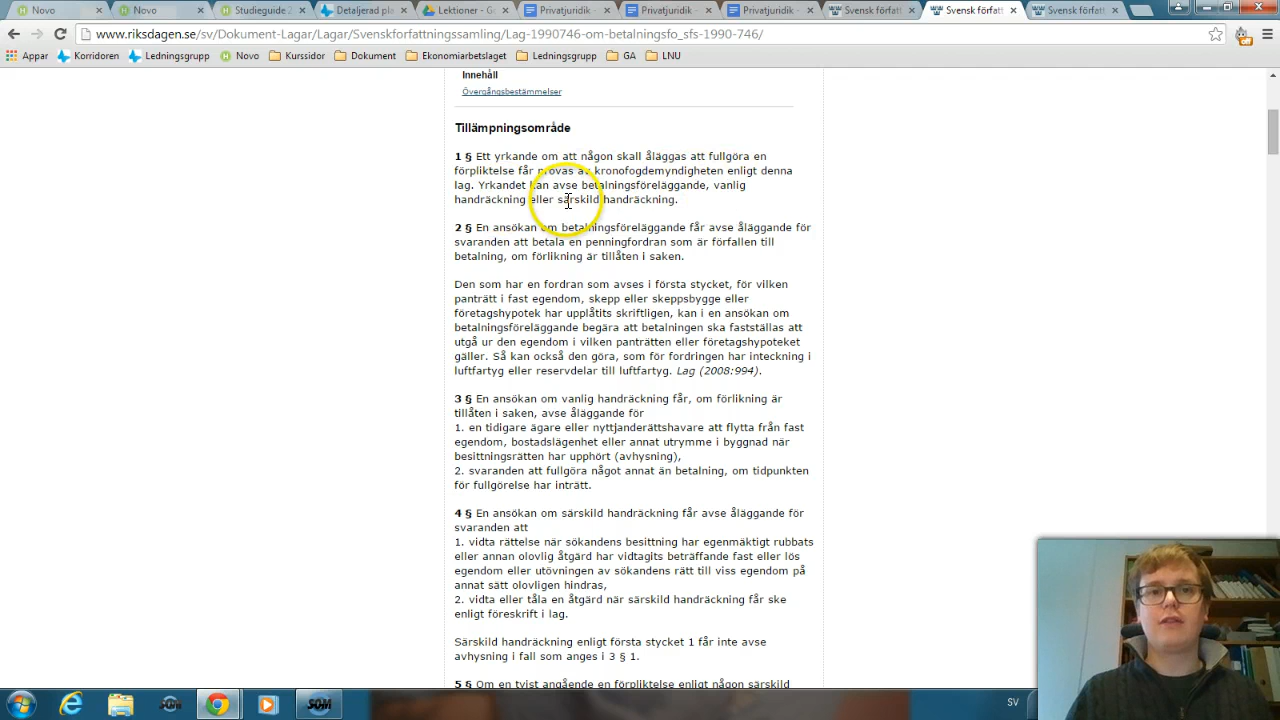 Novo
Novo
Studieguide 2
Detaljerad pla
Lektioner - Go
Privatjuridik -
Privatjuridik -
Privatjuridik -
Svensk författ
Svensk författ
Svensk författ
www.riksdagen.se/sv/Dokument-Lagar/Lagar/Svenskforfattningssamling/Lag-1990746-om-betalningsfo_sfs-1990-746/
off
Appar Korridoren Ledningsgrupp Novo Kurssidor Dokument Ekonomiarbetslaget Ledningsgrupp GA LNU
Innehåll
Övergångsbestämmelser
Tillämpningsområde
1 § Ett yrkande om att någon skall åläggas att fullgöra en
förpliktelse får prövas av kronofogdemyndigheten enligt denna
lag. Yrkandet kan avse betalningsföreläggande, vanlig
handräckning eller särskild handräckning.
2 § En ansökan om betalningsföreläggande får avse åläggande för
svaranden att betala en penningfordran som är förfallen till
betalning, om förlikning är tillåten i saken.
Den som har en fordran som avses i första stycket, för vilken
panträtt i fast egendom, skepp eller skeppsbygge eller
företagshypotek har upplåtits skriftligen, kan i en ansökan om
betalningsföreläggande begära att betalningen ska fastställas att
utgå ur den egendom i vilken panträtten eller företagshypoteket
gäller. Så kan också den göra, som för fordringen har inteckning i
luftfartyg eller reservdelar till luftfartyg. Lag (2008:994).
3 § En ansökan om vanlig handräckning får, om förlikning är
tillåten i saken, avse åläggande för
1. en tidigare ägare eller nyttjanderättshavare att flytta från fast
egendom, bostadslägenhet eller annat utrymme i byggnad när
besittningsrätten har upphört (avhysning),
2. svaranden att fullgöra något annat än betalning, om tidpunkten
för fullgörelse har inträtt.
4 § En ansökan om särskild handräckning får avse åläggande för
svaranden att
1. vidta rättelse när sökandens besittning har egenmäktigt rubbats
eller annan olovlig åtgärd har vidtagits beträffande fast eller lös
egendom eller utövningen av sökandens rätt till viss egendom på
annat sätt olovligen hindras,
2. vidta eller tåla en åtgärd när särskild handräckning får ske
enligt föreskrift i lag.
Särskild handräckning enligt första stycket 1 får inte avse
avhysning i fall som anges i 3 § 1.
5 § Om en tvist angående en förpliktelse enligt någon särskild
SOM
SOM
SV